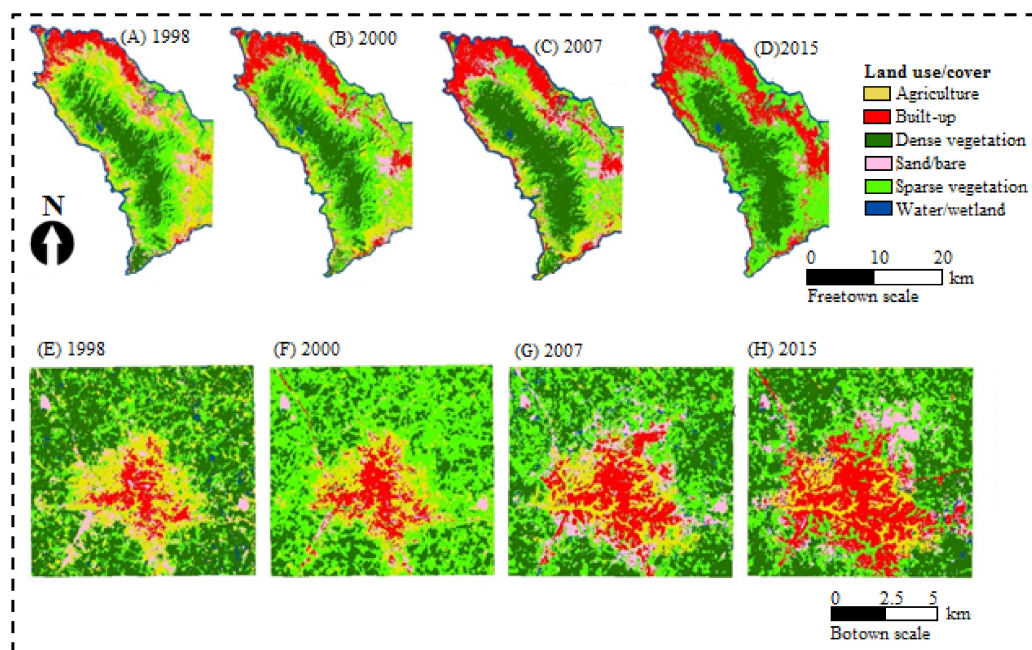 (A) 1998
(B) 2000
(C) 2007
(D)2015
Land use/cover
Agriculture
Built-up
Dense vegetation
Sand/bare
Sparse vegetation
Water/wetland
N
0 10 20
km
Freetown scale
(E) 1998
(F) 2000
(G) 2007
(H) 2015
0 2.5 5
km
Botown scale